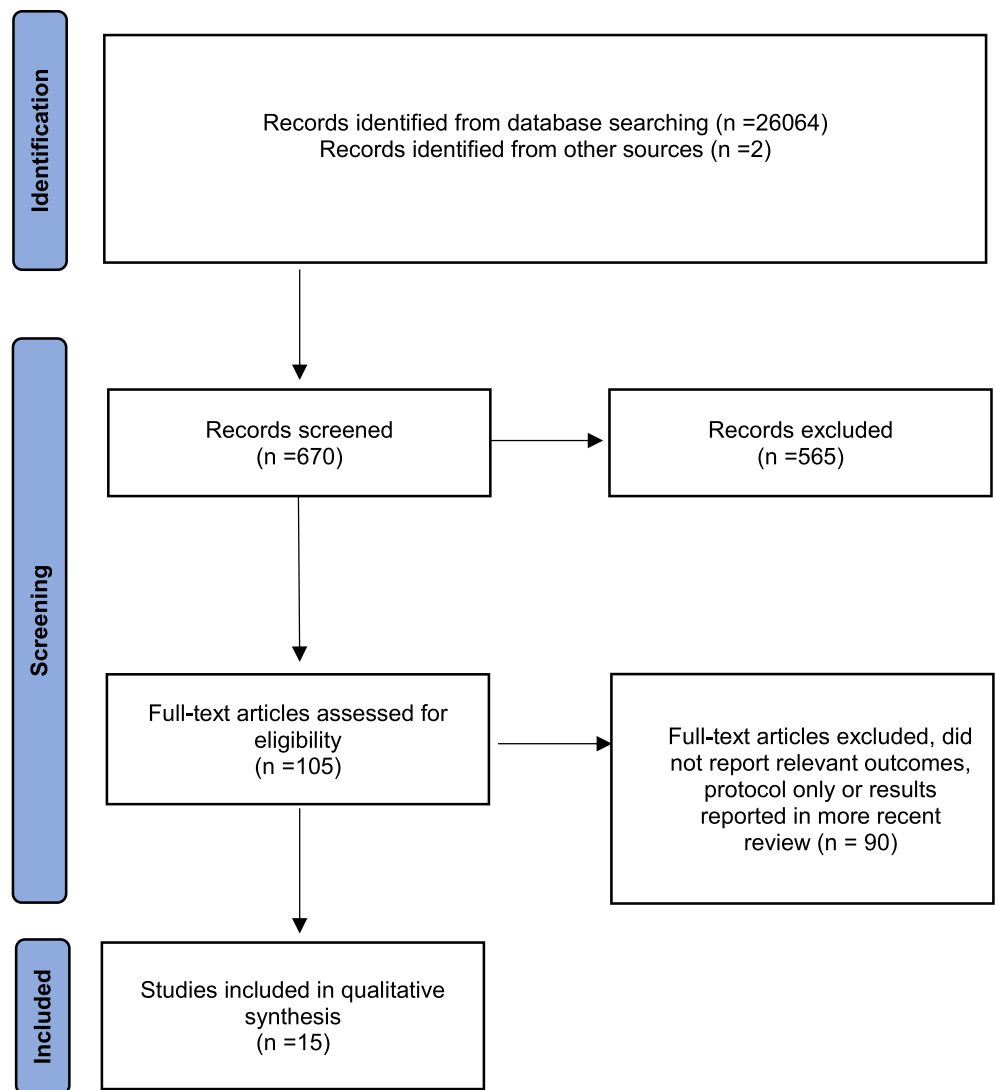 Identification
Records identified from database searching (n =26064)
Records identified from other sources (n =2)
Screening
Records screened
(n =670)
Records excluded
(n =565)
Full-text articles assessed for
eligibility
(n =105)
Full-text articles excluded, did
not report relevant outcomes,
protocol only or results
reported in more recent
review (n = 90)
Included
Studies included in qualitative
synthesis
(n =15)